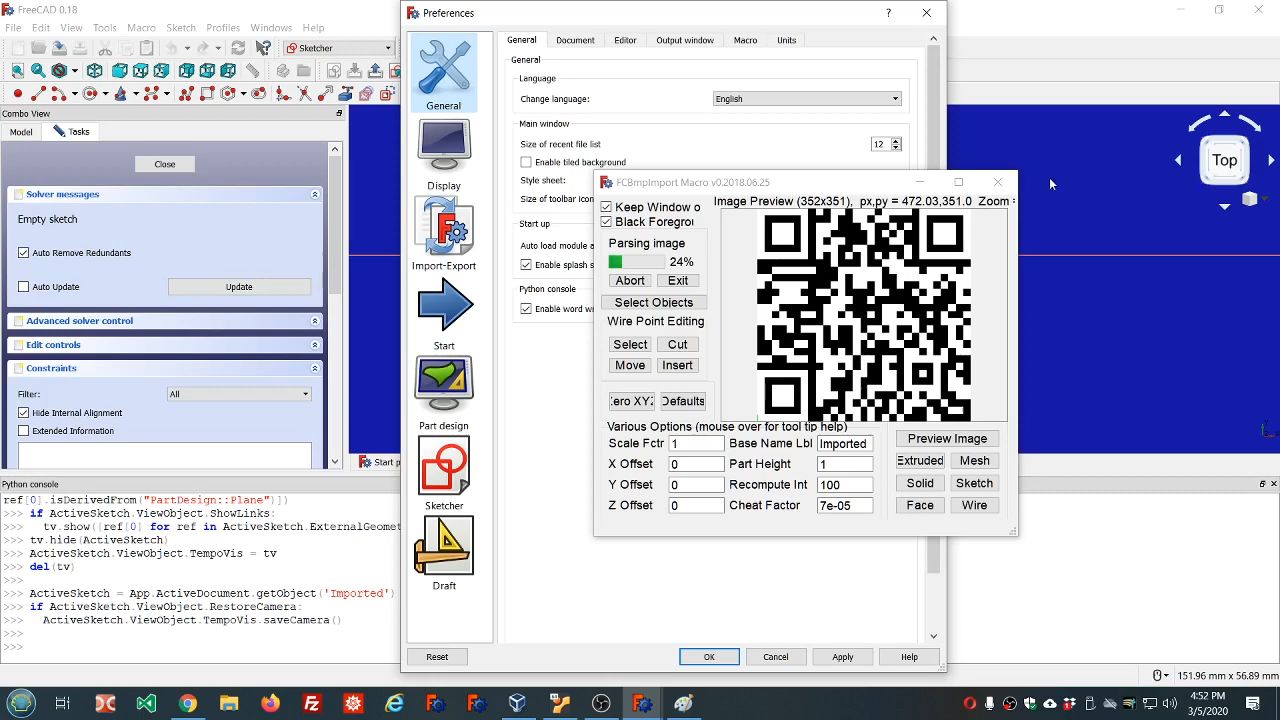 FreeCAD 0.18
File Edit View Tools Macro Sketch Windows Help
Sketcher
Combo View
Model Tasks
Close
Solver messages
Empty sketch
Auto Remove Redundants
Auto Update
Update
Advanced solver control
Edit controls
Constraints
Filter: All
Hide Internal Alignment
Extended Information
Start p
Python console
ref[0].isDerivedFrom("PartDesign::Plane")])
>>> if ActiveSketch.ViewObject.ShowLinks:
>>>   tv.show([ref[0] for ref in ActiveSketch.ExternalGeomet
>>> tv.hide(ActiveSketch)
>>> ActiveSketch.ViewObject.TempoVis = tv
>>> del(tv)
>>>
>>> ActiveSketch = App.ActiveDocument.getObject('Imported')
>>> if ActiveSketch.ViewObject.RestoreCamera:
>>>   ActiveSketch.ViewObject.TempoVis.saveCamera()
>>>
Preferences
?
General
Display
Import-Export
Start
Part design
Sketcher
Draft
General Document Editor Output window Macro Units
General
Language
Change language: English
Main window
Size of recent file list 12
Enable tiled background
Style sheet:
Size of toolbar icon
Start up
Auto load module a
Enable splash s
Python console
Enable word w
Reset OK Cancel Apply Help
FCBmpImport Macro v0.2018.06.25
Keep Window o
Black Foregrou
Image Preview (352x351), px,py = 472.03,351.0 Zoom =
Parsing image
24%
Abort Exit
Select Objects
Wire Point Editing
Select Cut
Move Insert
ero XYZ Defaults
Various Options (mouse over for tool tip help)
Scale Fctr 1 Base Name Lbl Imported
X Offset 0 Part Height 1
Y Offset 0 Recompute Int 100
Z Offset 0 Cheat Factor 7e-05
Preview Image
Extruded Mesh
Solid Sketch
Face Wire
Top
151.96 mm x 56.89 mm
4:52 PM
3/5/2020